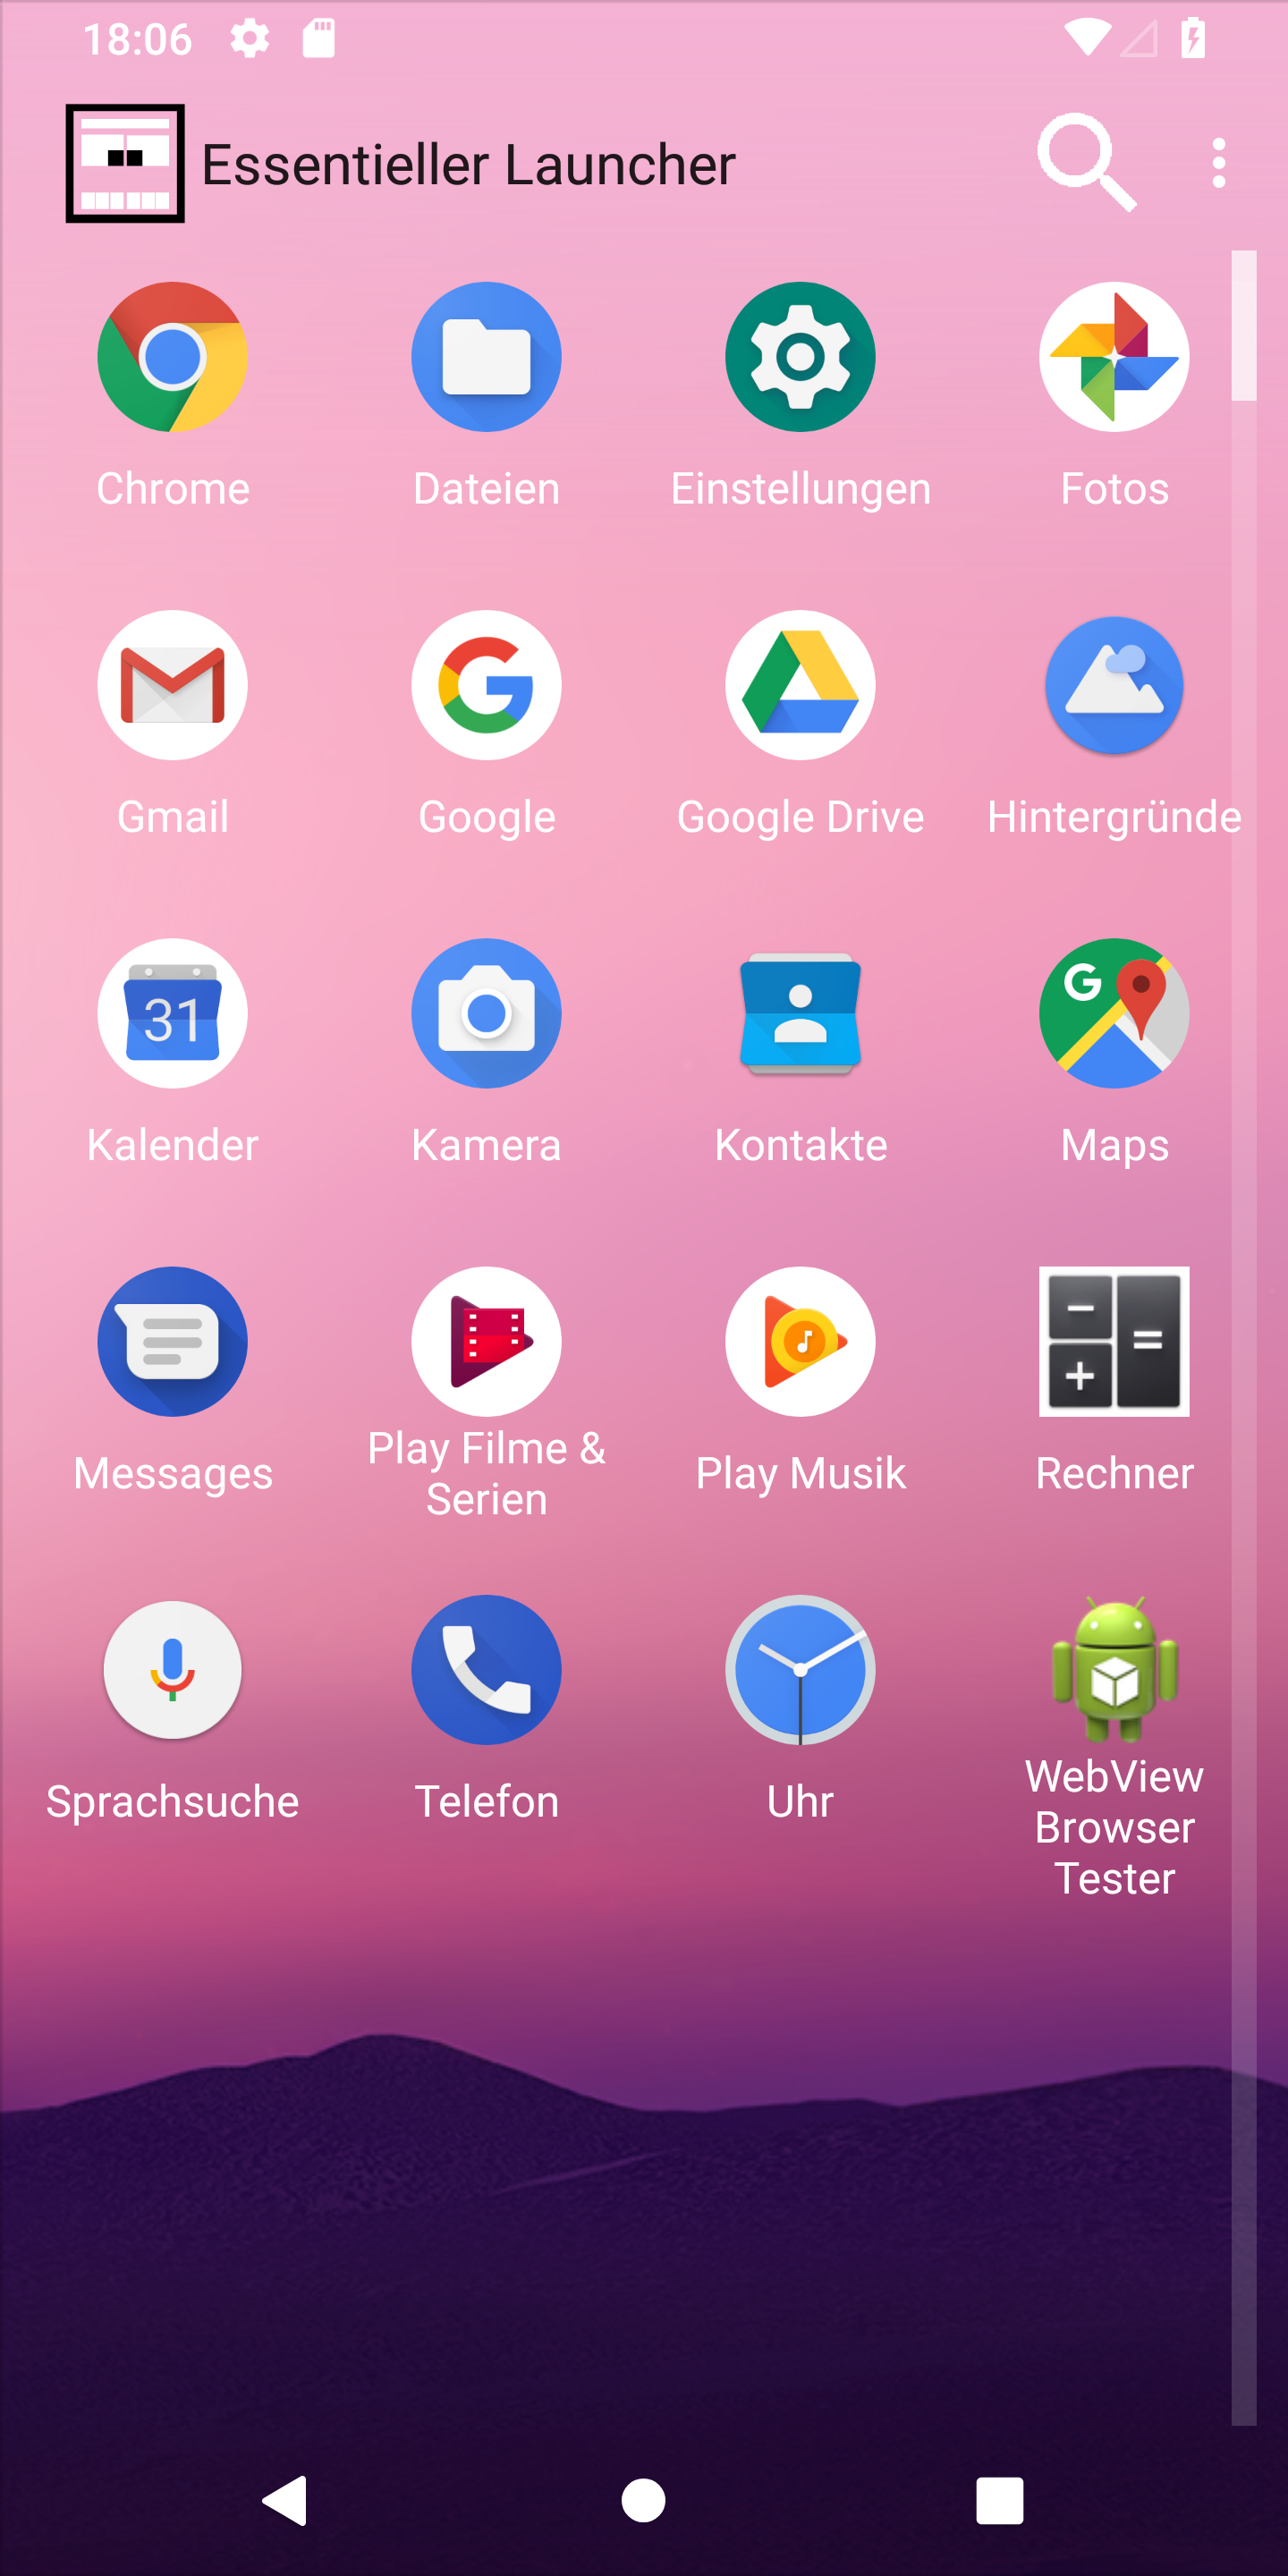 18:06
Essentieller Launcher
Chrome
Dateien
Einstellungen
Fotos
Gmail
Google
Google Drive
Hintergründe
31
Kalender
Kamera
Kontakte
G
Maps
Messages
Play Filme &
Serien
Play Musik
− = +
Rechner
Sprachsuche
Telefon
Uhr
WebView
Browser
Tester